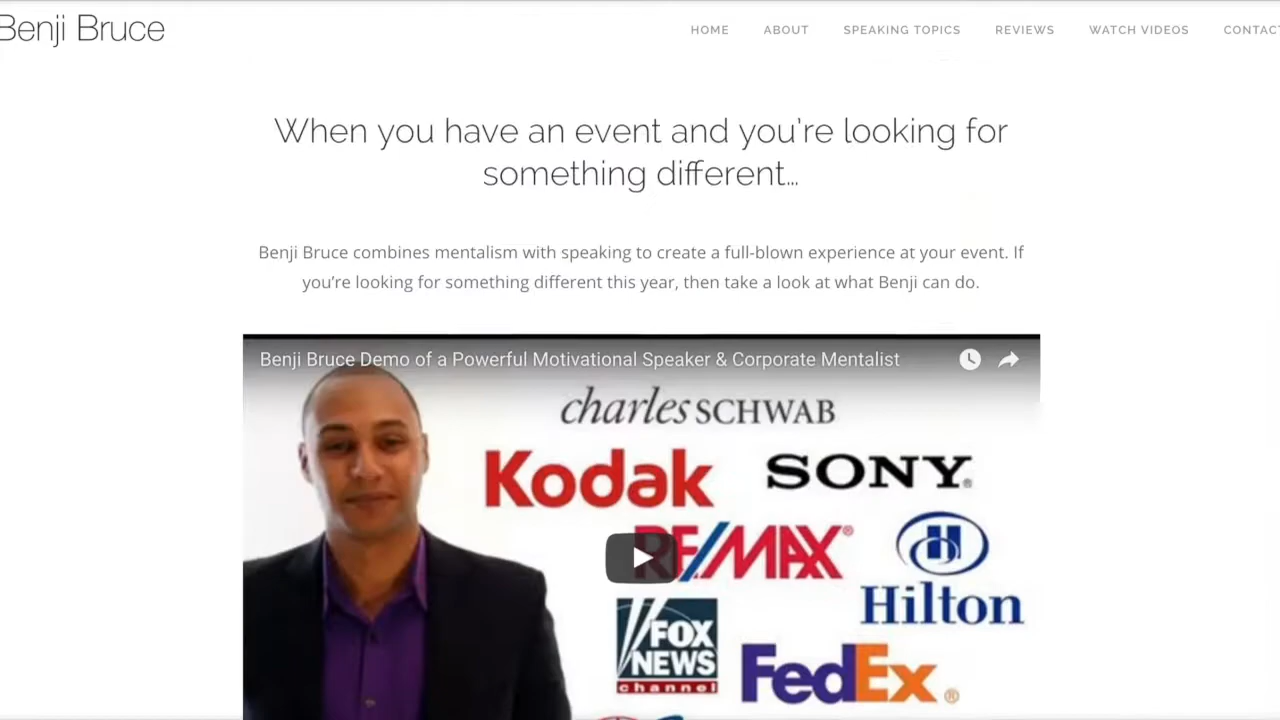 Benji Bruce
HOME ABOUT SPEAKING TOPICS REVIEWS WATCH VIDEOS CONTAC
When you have an event and you're looking for
something different…
Benji Bruce combines mentalism with speaking to create a full-blown experience at your event. If
you're looking for something different this year, then take a look at what Benji can do.
Benji Bruce Demo of a Powerful Motivational Speaker & Corporate Mentalist
charles SCHWAB
Kodak SONY®
RE/MAX®
Hilton
FOX
NEWS
channel
FedEx®